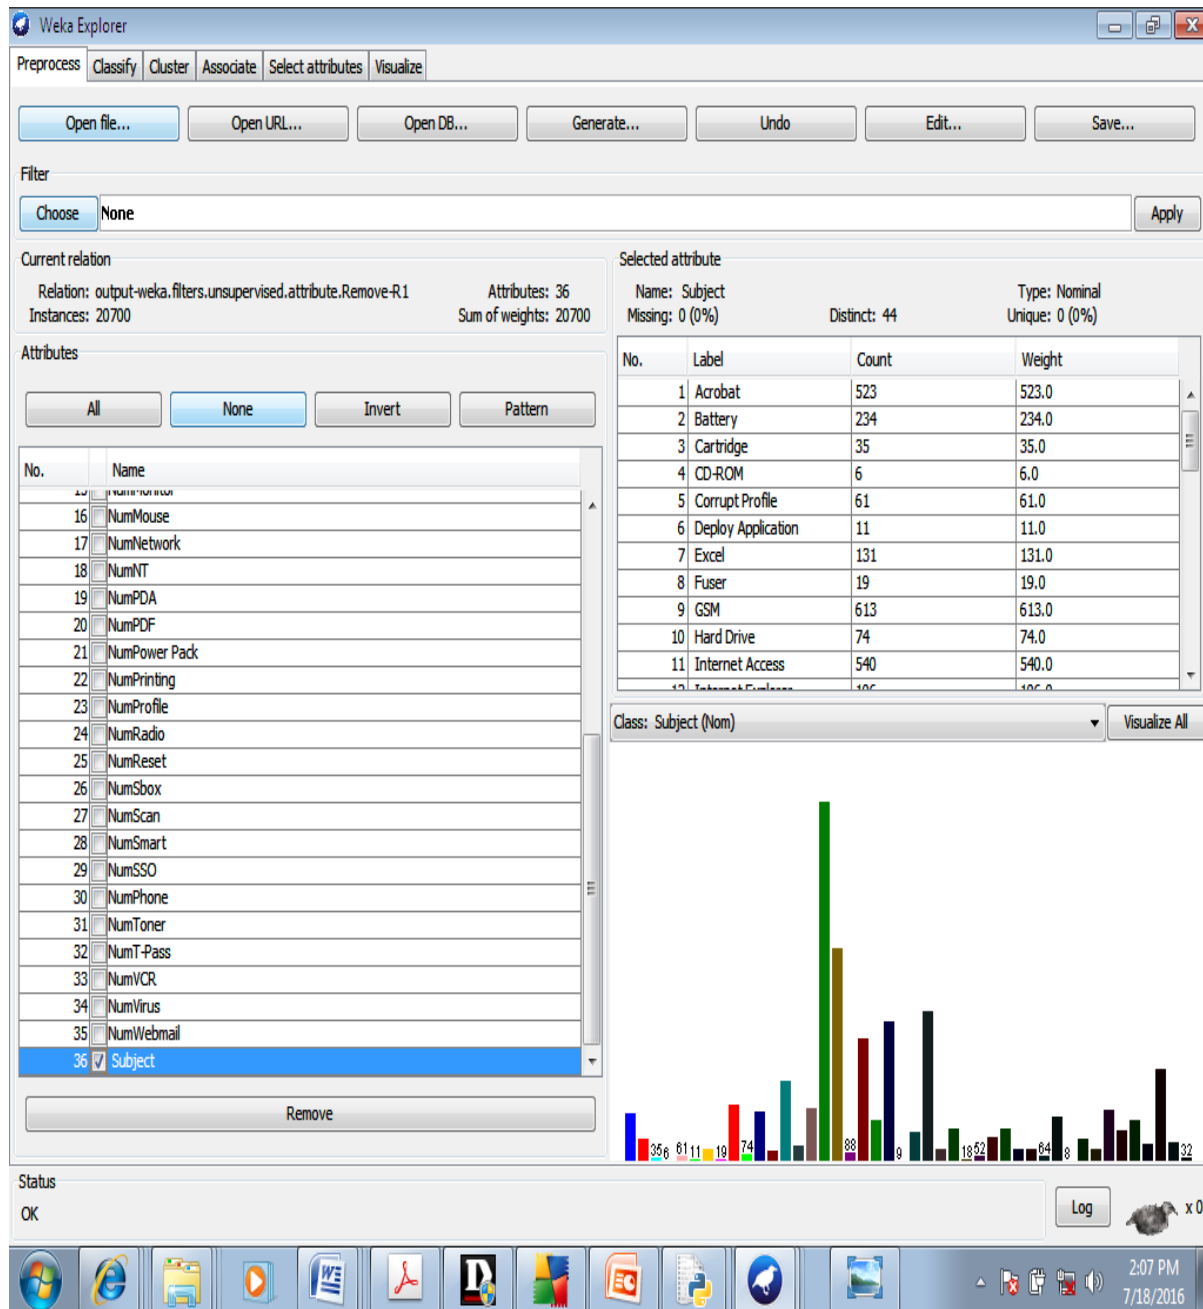 Weka Explorer
Preprocess Classify Cluster Associate Select attributes Visualize
Open file... Open URL... Open DB... Generate... Undo Edit... Save...
Filter
Choose None Apply
Current relation
Relation: output-weka.filters.unsupervised.attribute.Remove-R1 Attributes: 36
Instances: 20700 Sum of weights: 20700
Attributes
All None Invert Pattern
No. Name
15 NumMonitor
16 NumMouse
17 NumNetwork
18 NumNT
19 NumPDA
20 NumPDF
21 NumPower Pack
22 NumPrinting
23 NumProfile
24 NumRadio
25 NumReset
26 NumSbox
27 NumScan
28 NumSmart
29 NumSSO
30 NumPhone
31 NumToner
32 NumT-Pass
33 NumVCR
34 NumVirus
35 NumWebmail
36 Subject
Remove
Selected attribute
Name: Subject Type: Nominal
Missing: 0 (0%) Distinct: 44 Unique: 0 (0%)
No. Label Count Weight
1 Acrobat 523 523.0
2 Battery 234 234.0
3 Cartridge 35 35.0
4 CD-ROM 6 6.0
5 Corrupt Profile 61 61.0
6 Deploy Application 11 11.0
7 Excel 131 131.0
8 Fuser 19 19.0
9 GSM 613 613.0
10 Hard Drive 74 74.0
11 Internet Access 540 540.0
12 Internet Explorer
Class: Subject (Nom) Visualize All
35 6 61 11 19 74 88 9 18 52 64 8 32
Status
OK
Log x 0
2:07 PM
7/18/2016